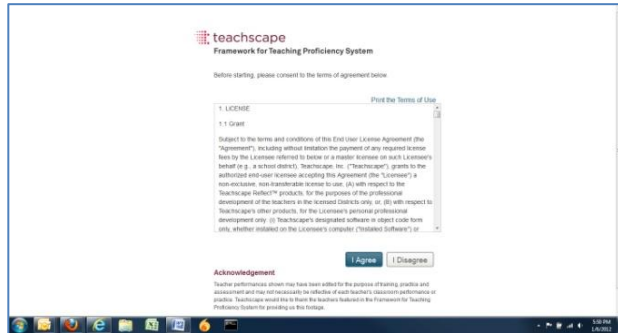 teachscape
Framework for Teaching Proficiency System
Before starting, please consent to the terms of agreement below.
Print the Terms of Use
1. LICENSE
1.1 Grant
Subject to the terms and conditions of this End User License Agreement (the
"Agreement"), including without limitation the payment of any required license
fees by the Licensee referred to below or a master licensee on such Licensee's
behalf (e.g., a school district), Teachscape, Inc. ("Teachscape"), grants to the
authorized end-user licensee accepting this Agreement (the "Licensee") a
non-exclusive, non-transferable license to use, (A) with respect to the
Teachscape Reflect™ products, for the purposes of the professional
development of the teachers in the licensed Districts only, or, (B) with respect to
Teachscape's other products, for the Licensee's personal professional
development only: (i) Teachscape's designated software in object code form
only, whether installed on the Licensee's computer ("Installed Software") or
I Agree
I Disagree
Acknowledgement
Teacher performances shown may have been edited for the purpose of training, practice and
assessment and may not necessarily be reflective of each teacher's classroom performance or
practice. Teachscape would like to thank the teachers featured in the Framework for Teaching
Proficiency System for providing us this footage.
5:59 PM
1/6/2012